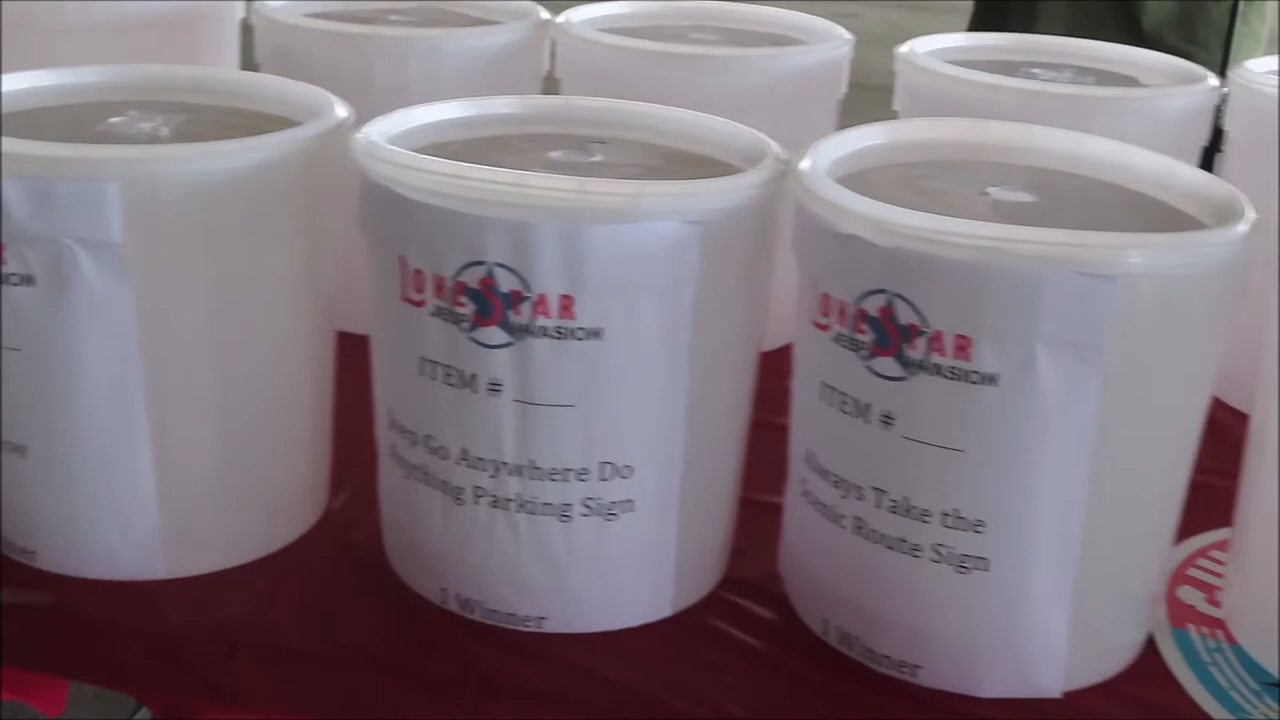 LONE STAR
JEEP INVASION
ITEM # ____
Jeep Go Anywhere Do
Anything Parking Sign
1 Winner
LONE STAR
JEEP INVASION
ITEM # ____
Always Take the
Scenic Route Sign
1 Winner